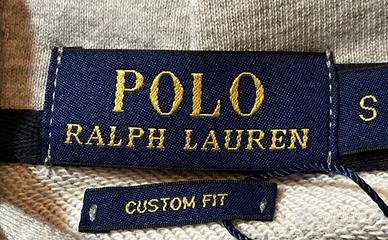 POLO
RALPH LAUREN
S
CUSTOM FIT